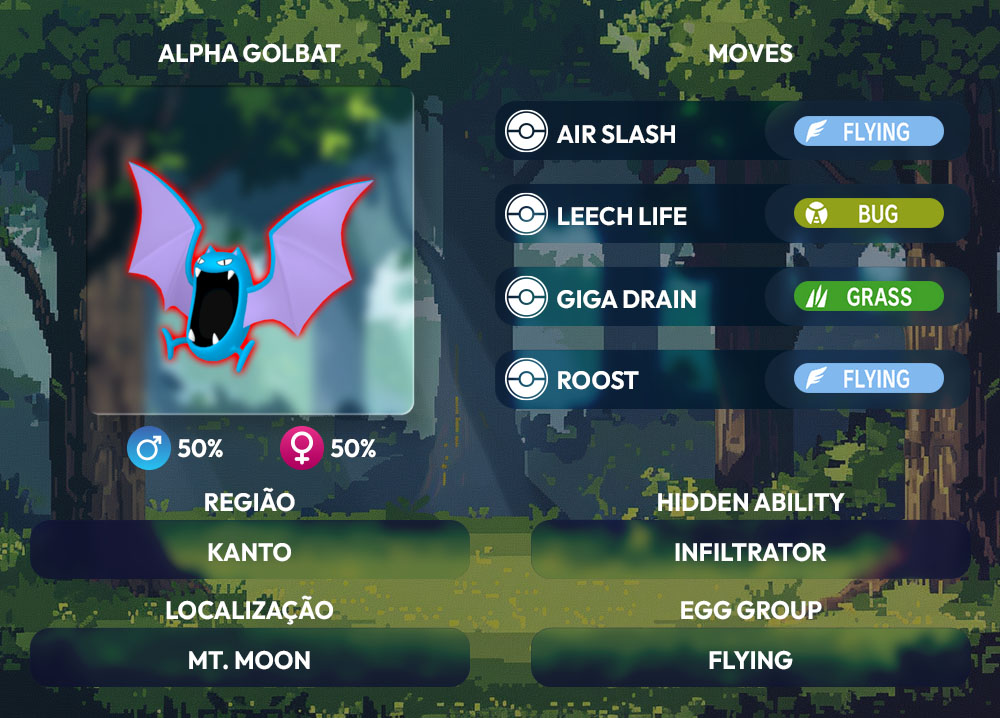 ALPHA GOLBAT
50% 50%
REGIÃO
KANTO
LOCALIZAÇÃO
MT. MOON
MOVES
AIR SLASH FLYING
LEECH LIFE BUG
GIGA DRAIN GRASS
ROOST FLYING
HIDDEN ABILITY
INFILTRATOR
EGG GROUP
FLYING